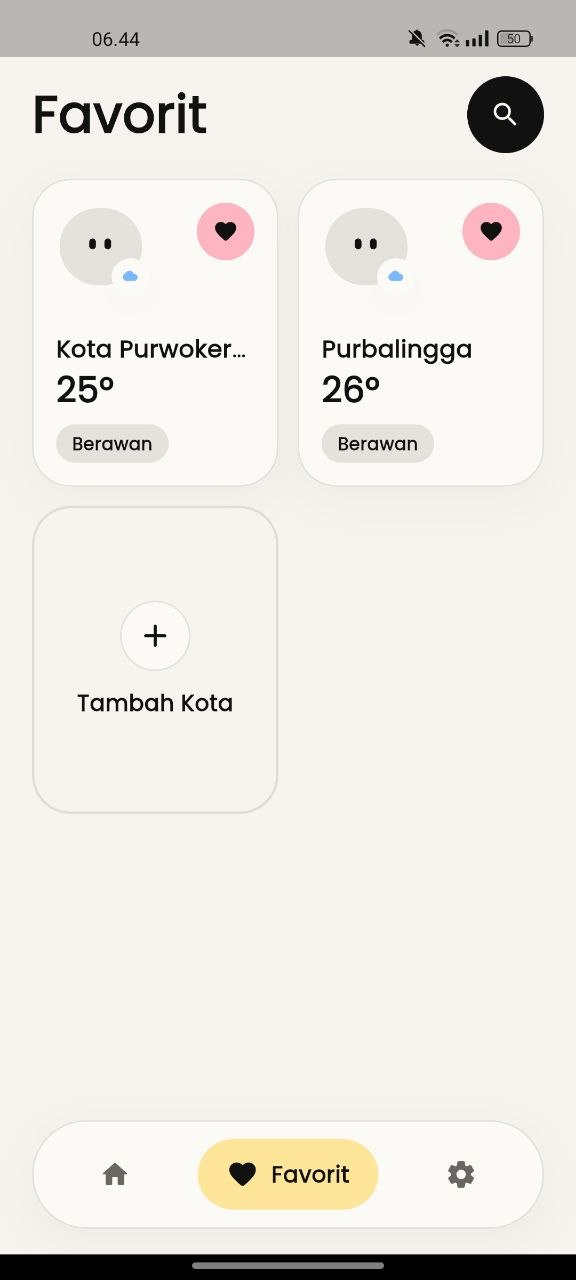 06.44
50
Favorit
Kota Purwoker...
25°
Berawan
Purbalingga
26°
Berawan
Tambah Kota
Favorit